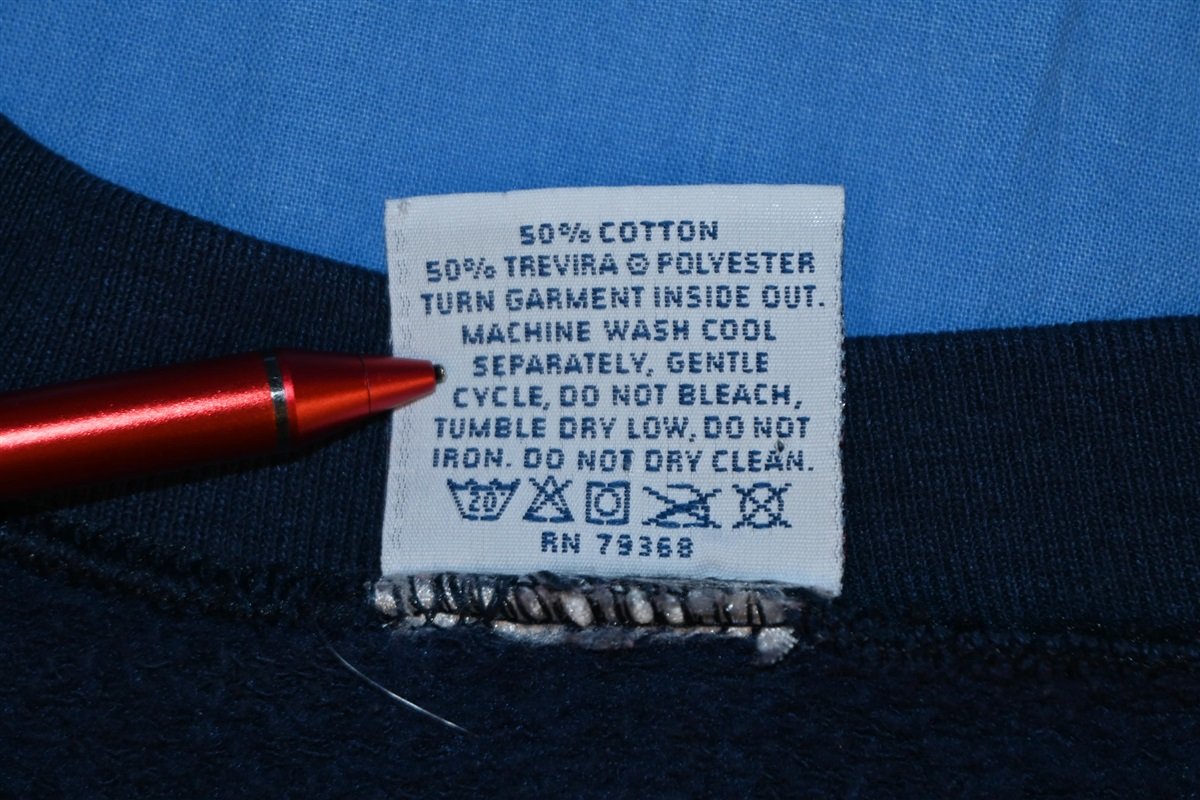 50% COTTON
50% TREVIRA ® POLYESTER
TURN GARMENT INSIDE OUT.
MACHINE WASH COOL
SEPARATELY, GENTLE
CYCLE, DO NOT BLEACH,
TUMBLE DRY LOW, DO NOT
IRON. DO NOT DRY CLEAN.
20
RN 79368